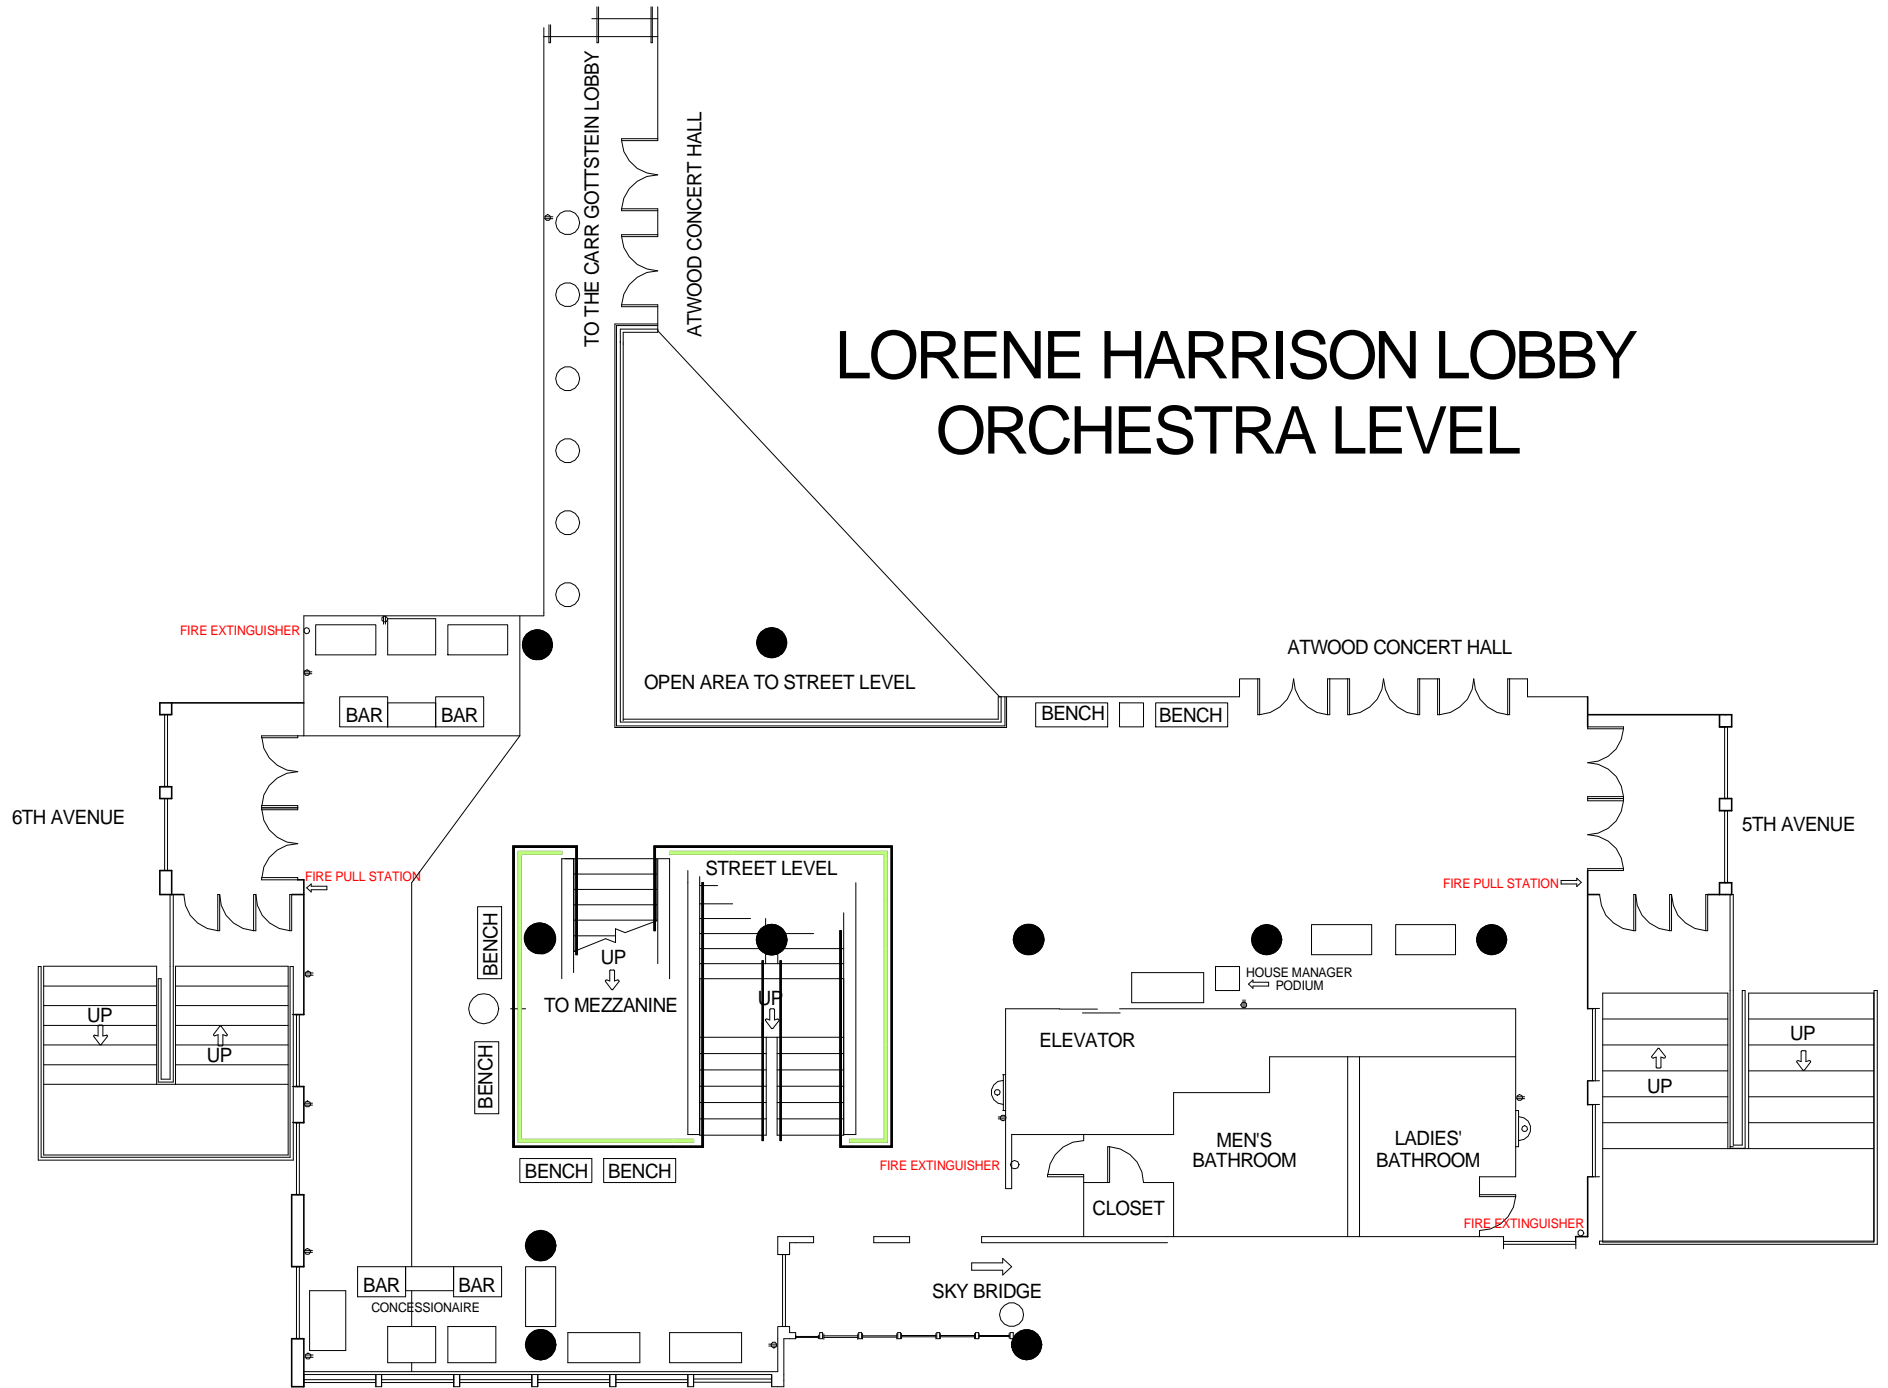 TO THE CARR GOTTSTEIN LOBBY
ATWOOD CONCERT HALL
LORENE HARRISON LOBBY
ORCHESTRA LEVEL
FIRE EXTINGUISHER
ATWOOD CONCERT HALL
OPEN AREA TO STREET LEVEL
BAR
BAR
BENCH
BENCH
6TH AVENUE
5TH AVENUE
STREET LEVEL
FIRE PULL STATION
FIRE PULL STATION
BENCH
UP
TO MEZZANINE
UP
HOUSE MANAGER
PODIUM
UP
UP
ELEVATOR
UP
UP
BENCH
MEN'S
BATHROOM
LADIES'
BATHROOM
FIRE EXTINGUISHER
BENCH
BENCH
CLOSET
FIRE EXTINGUISHER
BAR
BAR
CONCESSIONAIRE
SKY BRIDGE